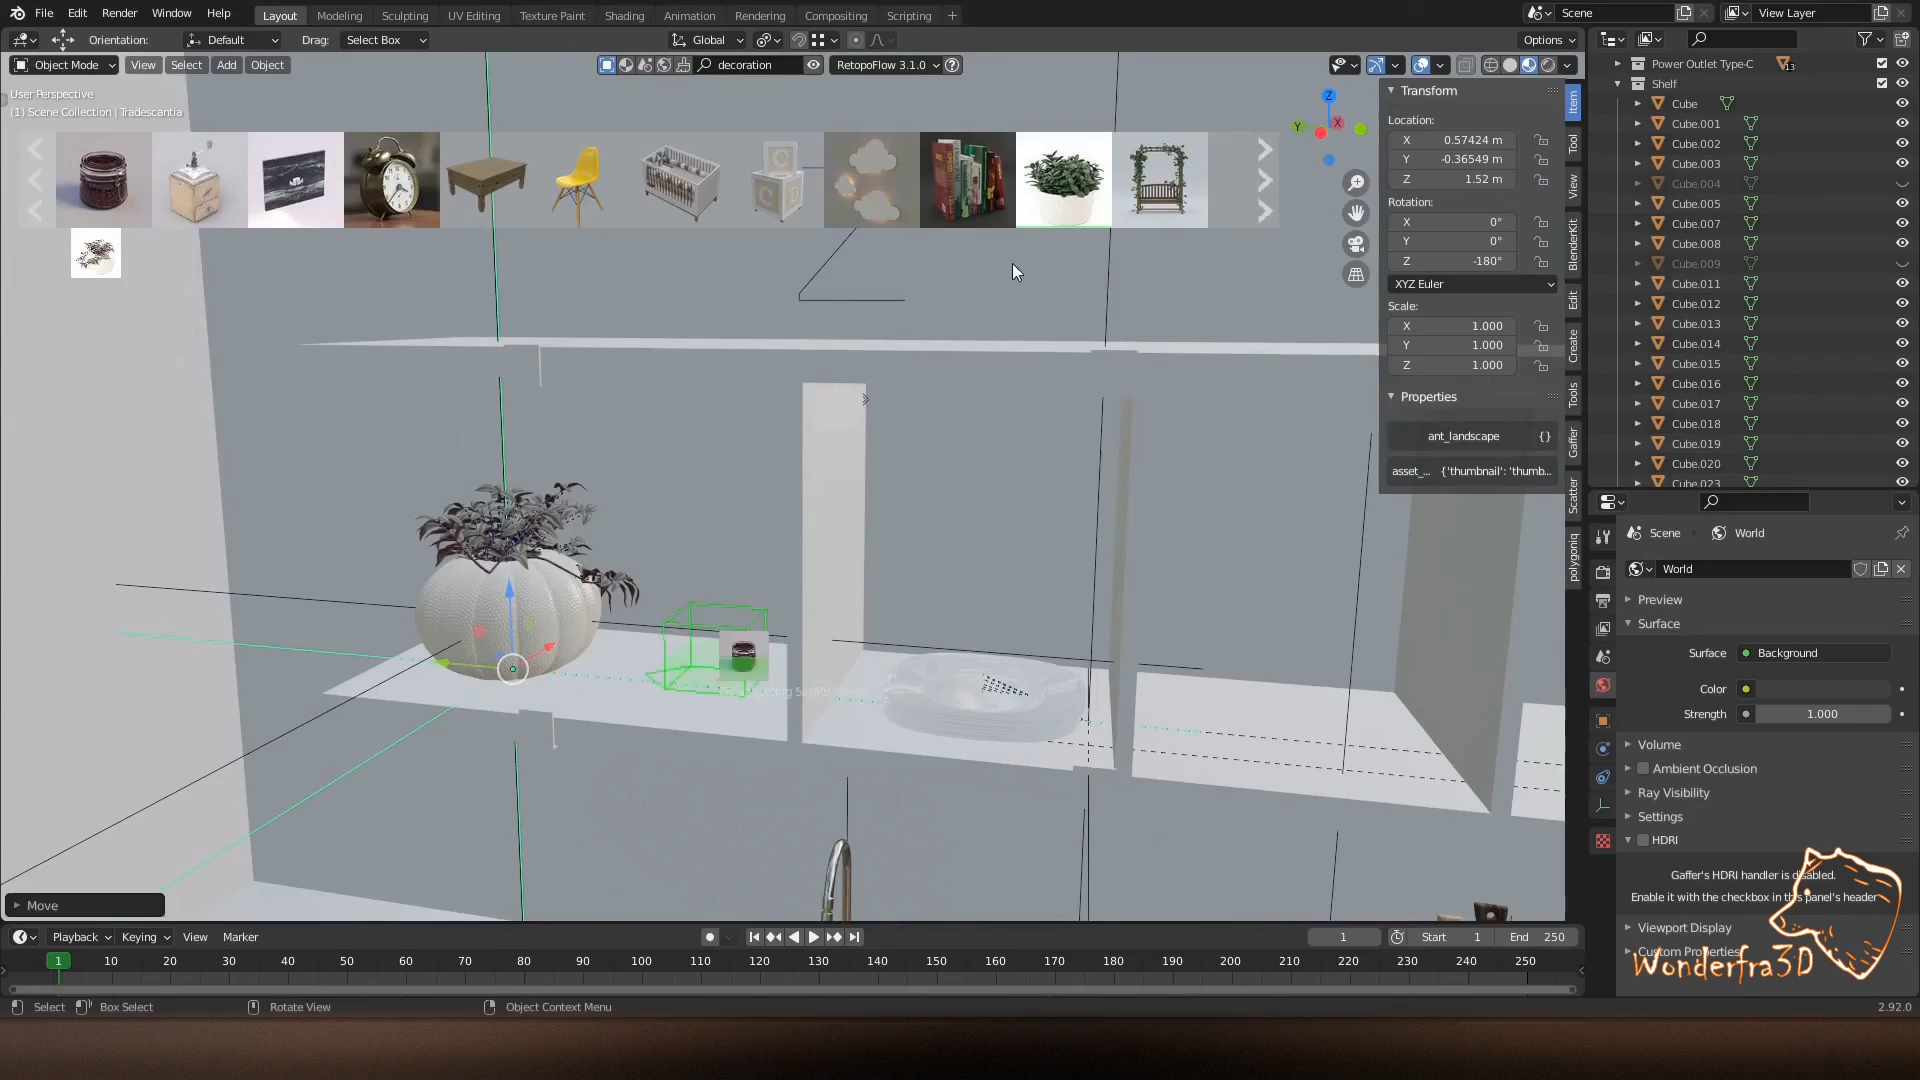 File Edit Render Window Help Layout Modeling Sculpting UV Editing Texture Paint Shading Animation Rendering Compositing Scripting + Scene View Layer
Orientation: Default Drag: Select Box Global Options
Object Mode View Select Add Object decoration RetopoFlow 3.1.0
User Perspective
(1) Scene Collection | Tradescantia
Transform
Location:
X 0.57424 m
Y -0.36549 m
Z 1.52 m
Rotation:
X 0°
Y 0°
Z -180°
XYZ Euler
Scale:
X 1.000
Y 1.000
Z 1.000
Properties
ant_landscape {}
asset_... {'thumbnail': 'thumb...
Item
Tool
View
BlenderKit
Edit
Create
Tools
Gaffer
Scatter
polygoniq
Z
Y
X
Power Outlet Type-C 13
Shelf
Cube
Cube.001
Cube.002
Cube.003
Cube.004
Cube.005
Cube.007
Cube.008
Cube.009
Cube.011
Cube.012
Cube.013
Cube.014
Cube.015
Cube.016
Cube.017
Cube.018
Cube.019
Cube.020
Cube.023
Scene World
World
Preview
Surface
Surface Background
Color
Strength 1.000
Volume
Ambient Occlusion
Ray Visibility
Settings
HDRI
Gaffer's HDRI handler is disabled.
Enable it with the checkbox in this panel's header
Viewport Display
Custom Properties
Wonderfra3D
Move
Playback Keying View Marker 1 Start 1 End 250
1 10 20 30 40 50 60 70 80 90 100 110 120 130 140 150 160 170 180 190 200 210 220 230 240 250
Select Box Select Rotate View Object Context Menu 2.92.0